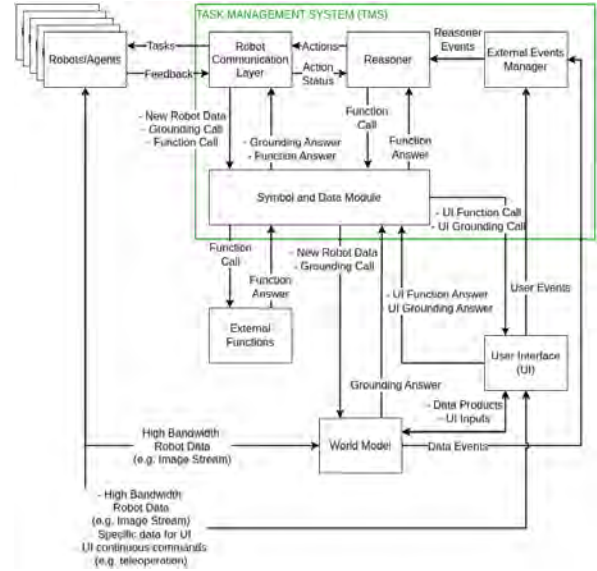 TASK MANAGEMENT SYSTEM (TMS)
Robots/Agents
Tasks
Feedback
Robot
Communication
Layer
Actions
Action
Status
Reasoner
Reasoner
Events
External Events
Manager
- New Robot Data
- Grounding Call
- Function Call
- Grounding Answer
- Function Answer
Function
Call
Function
Answer
Symbol and Data Module
- UI Function Call
- UI Grounding Call
Function
Call
Function
Answer
- New Robot Data
- Grounding Call
- UI Function Answer
- UI Grounding Answer
User Events
External
Functions
User Interface
(UI)
Grounding Answer
- Data Products
- UI Inputs
High Bandwidth
Robot Data
(e.g. Image Stream)
World Model
Data Events
- High Bandwidth
Robot Data
(e.g. Image Stream)
- Specific data for UI
- UI continuous commands
(e.g. teleoperation)